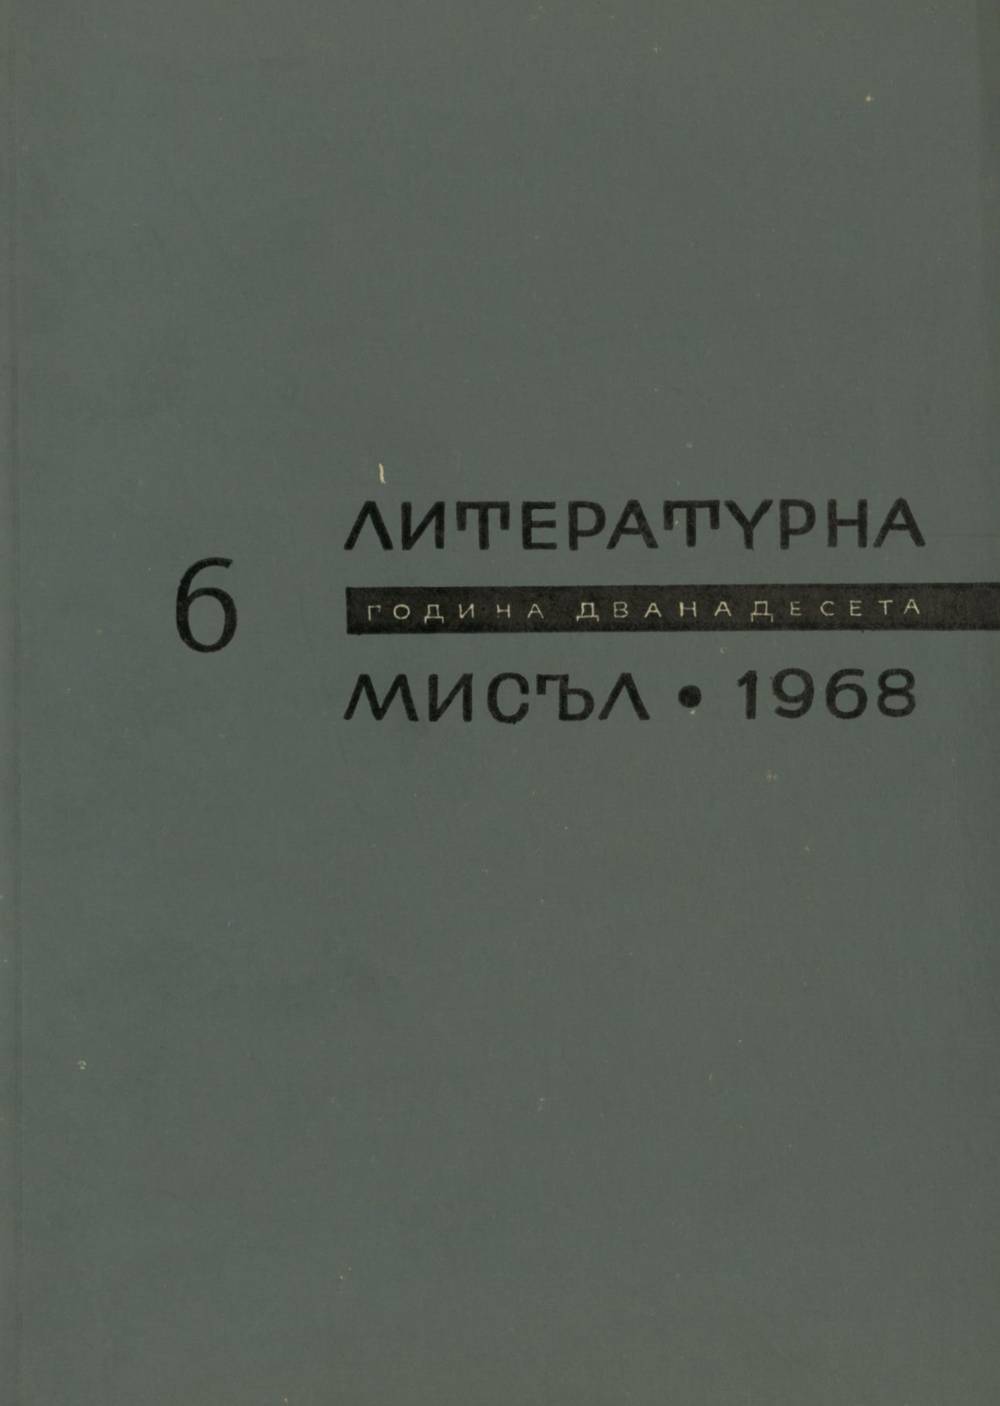 6
ЛИТЕРАТУРНА
ГОДИНА ДВАНАДЕСЕТА
МИСЪЛ • 1968